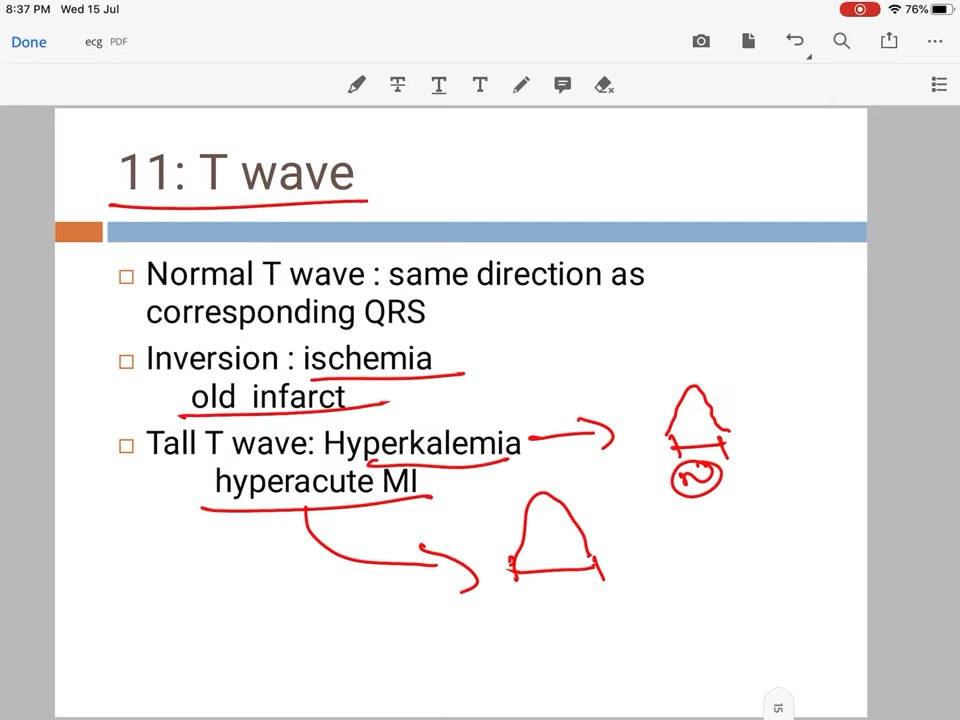 8:37 PM Wed 15 Jul
76%
Done
ecg PDF
T T
11: T wave
Normal T wave : same direction as
corresponding QRS
Inversion : ischemia
old infarct
Tall T wave: Hyperkalemia
hyperacute MI
15